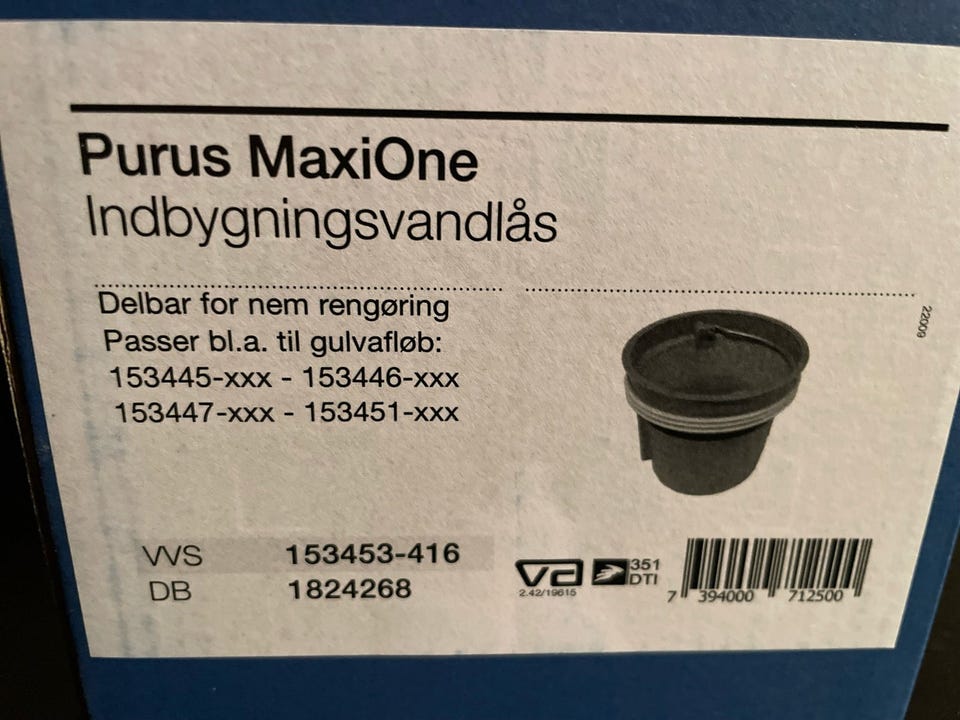 Purus MaxiOne
Indbygningsvandlås
Delbar for nem rengøring
Passer bl.a. til gulvafløb:
153445-xxx - 153446-xxx
153447-xxx - 153451-xxx
22009
VVS 153453-416
DB 1824268
va
2.42/19615
351
DTI
7 394000 712500